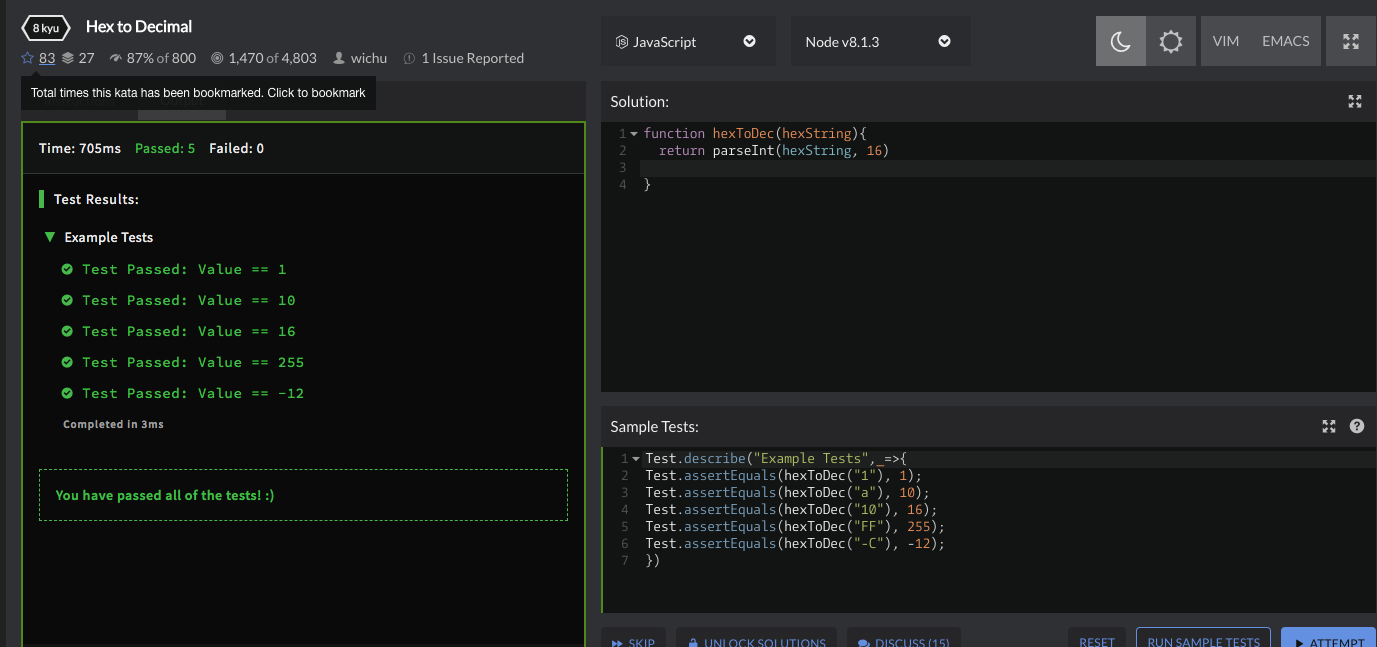 8 kyu Hex to Decimal
83 27 87% of 800 1,470 of 4,803 wichu 1 Issue Reported
Total times this kata has been bookmarked. Click to bookmark
JavaScript
Node v8.1.3
VIM EMACS
Time: 705ms Passed: 5 Failed: 0
Test Results:
Example Tests
Test Passed: Value == 1
Test Passed: Value == 10
Test Passed: Value == 16
Test Passed: Value == 255
Test Passed: Value == -12
Completed in 3ms
You have passed all of the tests! :)
Solution:
1 function hexToDec(hexString){
2 return parseInt(hexString, 16)
3
4 }
Sample Tests:
1 Test.describe("Example Tests",_=>{
2 Test.assertEquals(hexToDec("1"), 1);
3 Test.assertEquals(hexToDec("a"), 10);
4 Test.assertEquals(hexToDec("10"), 16);
5 Test.assertEquals(hexToDec("FF"), 255);
6 Test.assertEquals(hexToDec("-C"), -12);
7 })
SKIP UNLOCK SOLUTIONS DISCUSS (15) RESET RUN SAMPLE TESTS ATTEMPT